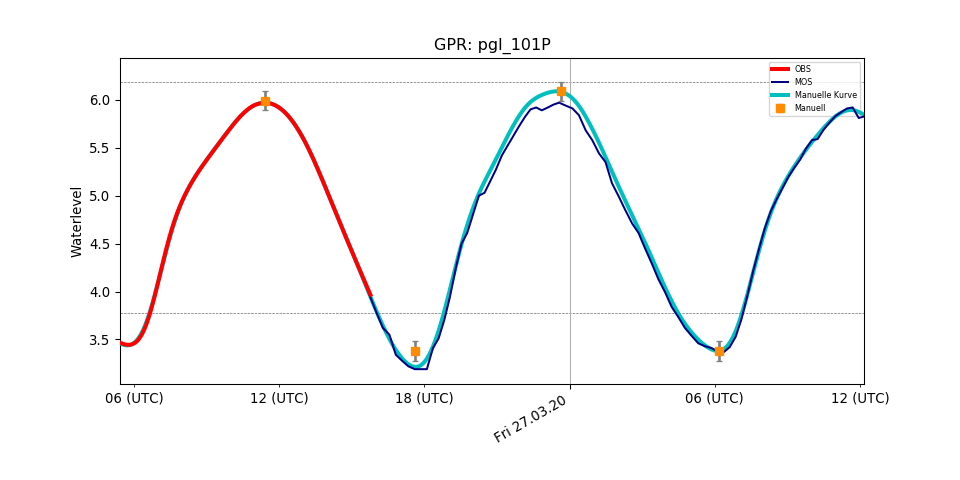 GPR: pgl_101P
OBS
MOS
Manuelle Kurve
Manuell
Waterlevel
6.0
5.5
5.0
4.5
4.0
3.5
06 (UTC) 12 (UTC) 18 (UTC) Fri 27.03.20 06 (UTC) 12 (UTC)